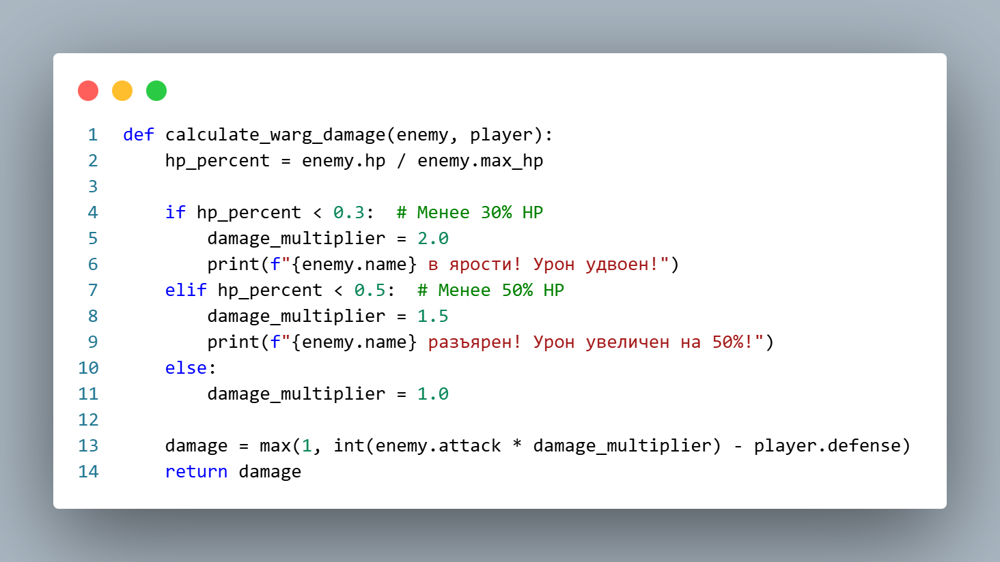 1 def calculate_warg_damage(enemy, player):
2     hp_percent = enemy.hp / enemy.max_hp
3
4     if hp_percent < 0.3:  # Менее 30% HP
5         damage_multiplier = 2.0
6         print(f"{enemy.name} в ярости! Урон удвоен!")
7     elif hp_percent < 0.5:  # Менее 50% HP
8         damage_multiplier = 1.5
9         print(f"{enemy.name} разъярен! Урон увеличен на 50%!")
10     else:
11         damage_multiplier = 1.0
12
13     damage = max(1, int(enemy.attack * damage_multiplier) - player.defense)
14     return damage